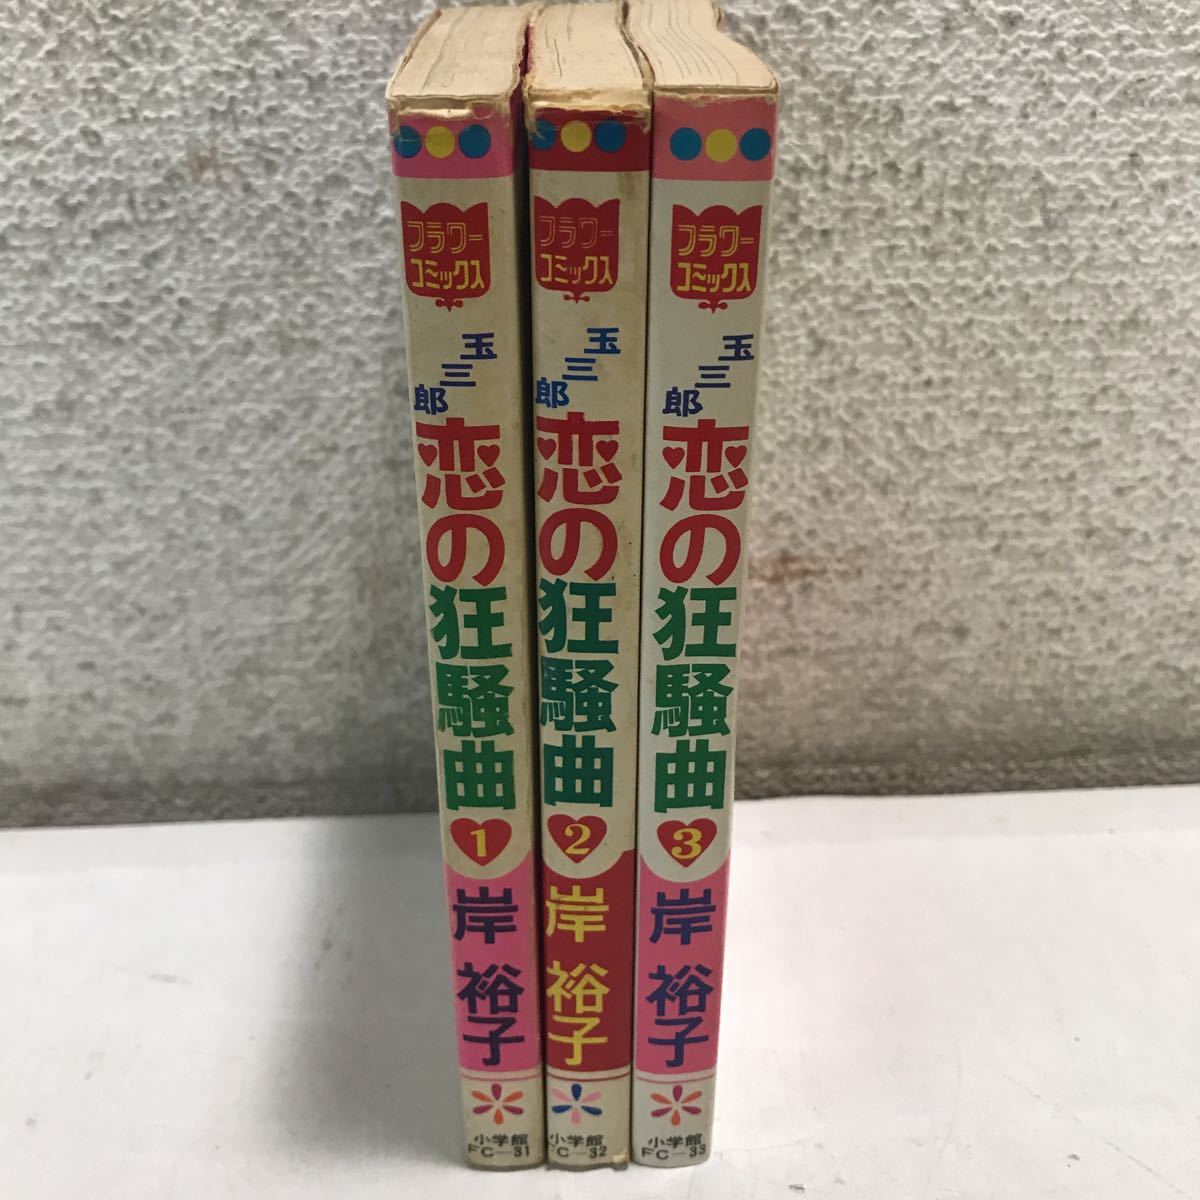 フラワー
コミックス
玉三郎
恋の狂騒曲
1
岸裕子
小学館
FC-31
フラワー
コミックス
玉三郎
恋の狂騒曲
2
岸裕子
小学館
FC-32
フラワー
コミックス
玉三郎
恋の狂騒曲
3
岸裕子
小学館
FC-33